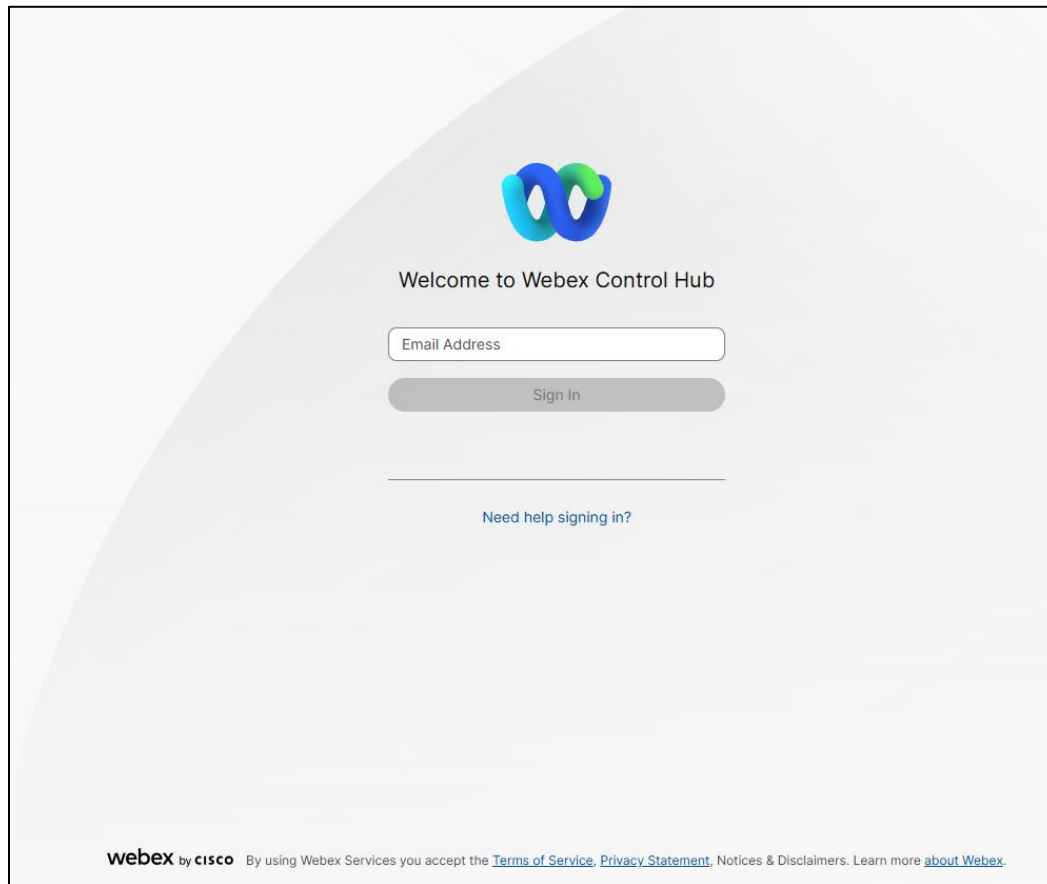 Welcome to Webex Control Hub
Email Address
Sign In
Need help signing in?
webex by CISCO By using Webex Services you accept the Terms of Service, Privacy Statement, Notices & Disclaimers. Learn more about Webex.